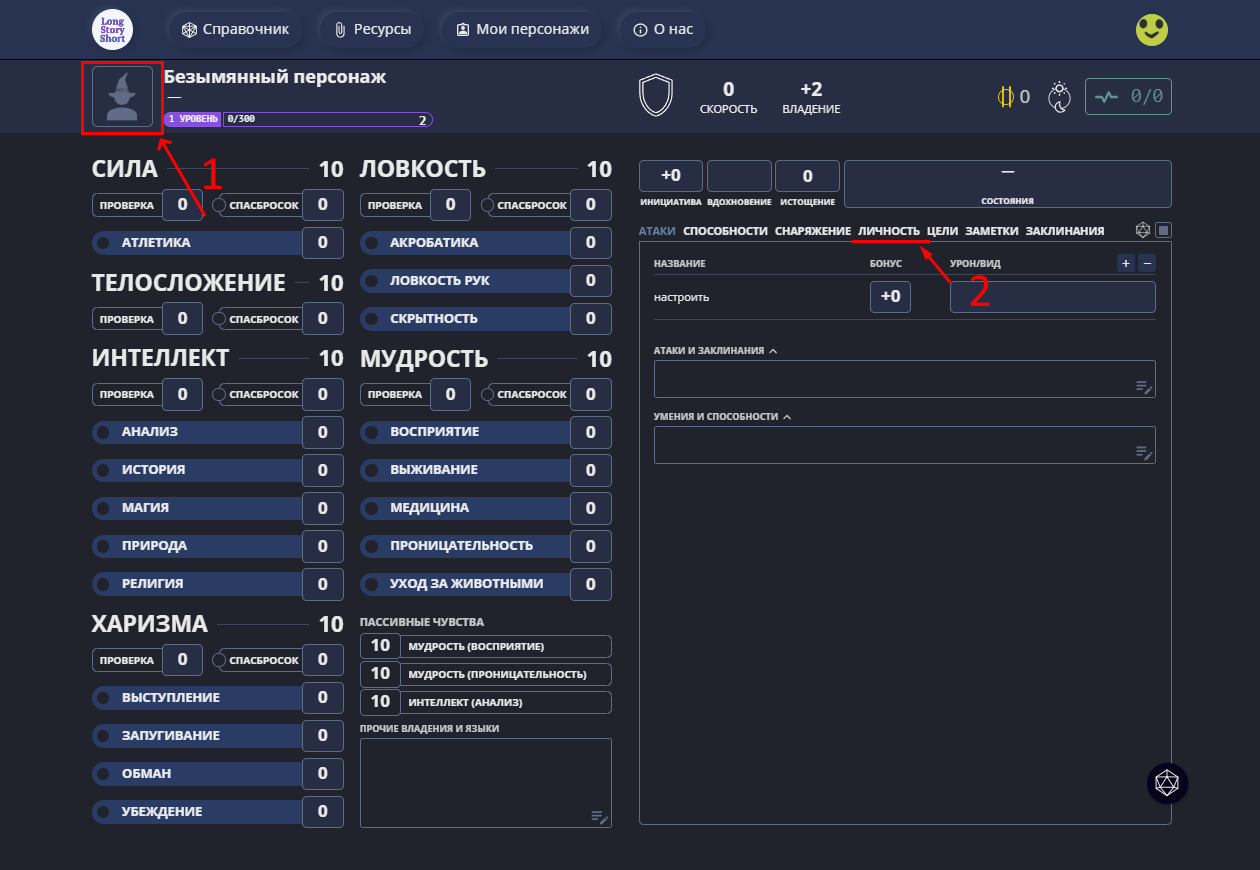 Long
Story
Short
Справочник
Ресурсы
Мои персонажи
О нас
Безымянный персонаж
—
1 УРОВЕНЬ 0/300 2
0
СКОРОСТЬ
+2
ВЛАДЕНИЕ
0
0/0
1
СИЛА 10
ПРОВЕРКА 0 СПАСБРОСОК 0
АТЛЕТИКА 0
ТЕЛОСЛОЖЕНИЕ 10
ПРОВЕРКА 0 СПАСБРОСОК 0
ИНТЕЛЛЕКТ 10
ПРОВЕРКА 0 СПАСБРОСОК 0
АНАЛИЗ 0
ИСТОРИЯ 0
МАГИЯ 0
ПРИРОДА 0
РЕЛИГИЯ 0
ХАРИЗМА 10
ПРОВЕРКА 0 СПАСБРОСОК 0
ВЫСТУПЛЕНИЕ 0
ЗАПУГИВАНИЕ 0
ОБМАН 0
УБЕЖДЕНИЕ 0
ЛОВКОСТЬ 10
ПРОВЕРКА 0 СПАСБРОСОК 0
АКРОБАТИКА 0
ЛОВКОСТЬ РУК 0
СКРЫТНОСТЬ 0
МУДРОСТЬ 10
ПРОВЕРКА 0 СПАСБРОСОК 0
ВОСПРИЯТИЕ 0
ВЫЖИВАНИЕ 0
МЕДИЦИНА 0
ПРОНИЦАТЕЛЬНОСТЬ 0
УХОД ЗА ЖИВОТНЫМИ 0
ПАССИВНЫЕ ЧУВСТВА
10 МУДРОСТЬ (ВОСПРИЯТИЕ)
10 МУДРОСТЬ (ПРОНИЦАТЕЛЬНОСТЬ)
10 ИНТЕЛЛЕКТ (АНАЛИЗ)
ПРОЧИЕ ВЛАДЕНИЯ И ЯЗЫКИ
+0 0 —
ИНИЦИАТИВА ВДОХНОВЕНИЕ ИСТОЩЕНИЕ СОСТОЯНИЯ
АТАКИ СПОСОБНОСТИ СНАРЯЖЕНИЕ ЛИЧНОСТЬ ЦЕЛИ ЗАМЕТКИ ЗАКЛИНАНИЯ
НАЗВАНИЕ БОНУС УРОН/ВИД + −
настроить +0
2
АТАКИ И ЗАКЛИНАНИЯ
УМЕНИЯ И СПОСОБНОСТИ